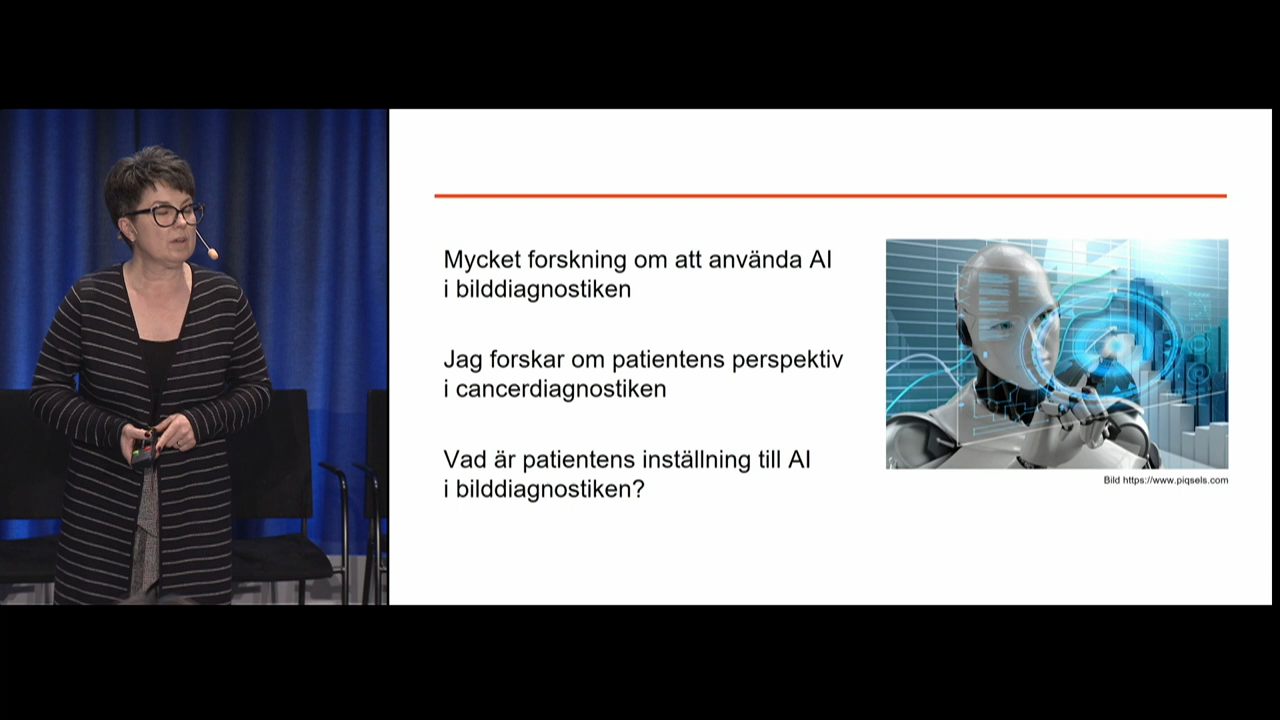 Mycket forskning om att använda AI
i bilddiagnostiken
Jag forskar om patientens perspektiv
i cancerdiagnostiken
Vad är patientens inställning till AI
i bilddiagnostiken?
Bild https://www.piqsels.com